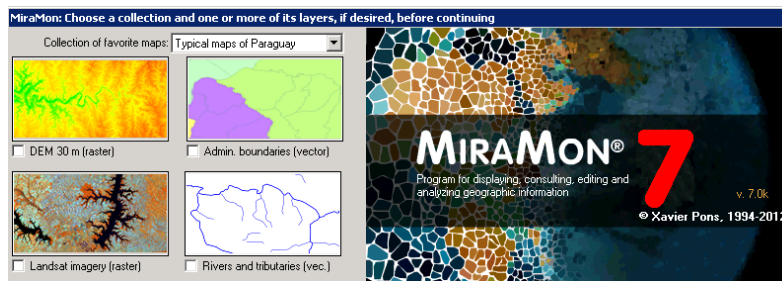 MiraMon: Choose a collection and one or more of its layers, if desired, before continuing
Collection of favorite maps: Typical maps of Paraguay
DEM 30 m (raster)
Admin. boundaries (vector)
Landsat imagery (raster)
Rivers and tributaries (vec.)
MIRAMON® 7
Program for displaying, consulting, editing and
analyzing geographic information
v. 7.0k
© Xavier Pons, 1994-2012